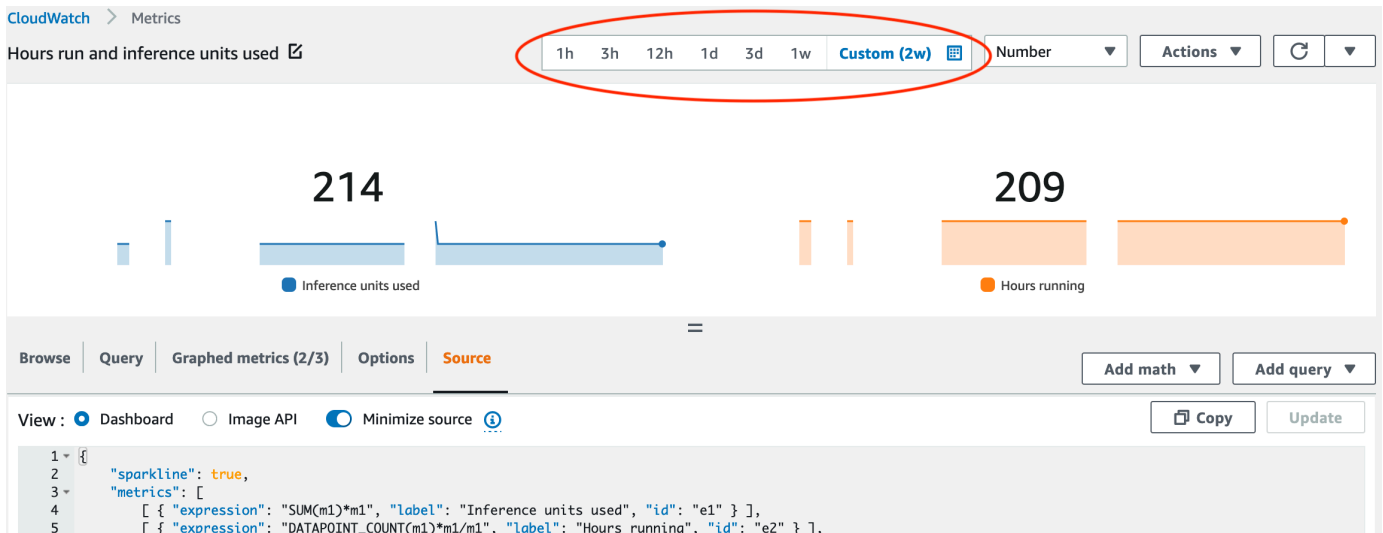 CloudWatch > Metrics
Hours run and inference units used
1h 3h 12h 1d 3d 1w Custom (2w) Number Actions
214 209
Inference units used Hours running
Browse Query Graphed metrics (2/3) Options Source Add math Add query
View : Dashboard Image API Minimize source Copy Update
1 {
2 "sparkline": true,
3 "metrics": [
4 [ { "expression": "SUM(m1)*m1", "label": "Inference units used", "id": "e1" } ],
5 [ { "expression": "DATAPOINT_COUNT(m1)*m1/m1", "label": "Hours running", "id": "e2" } ],